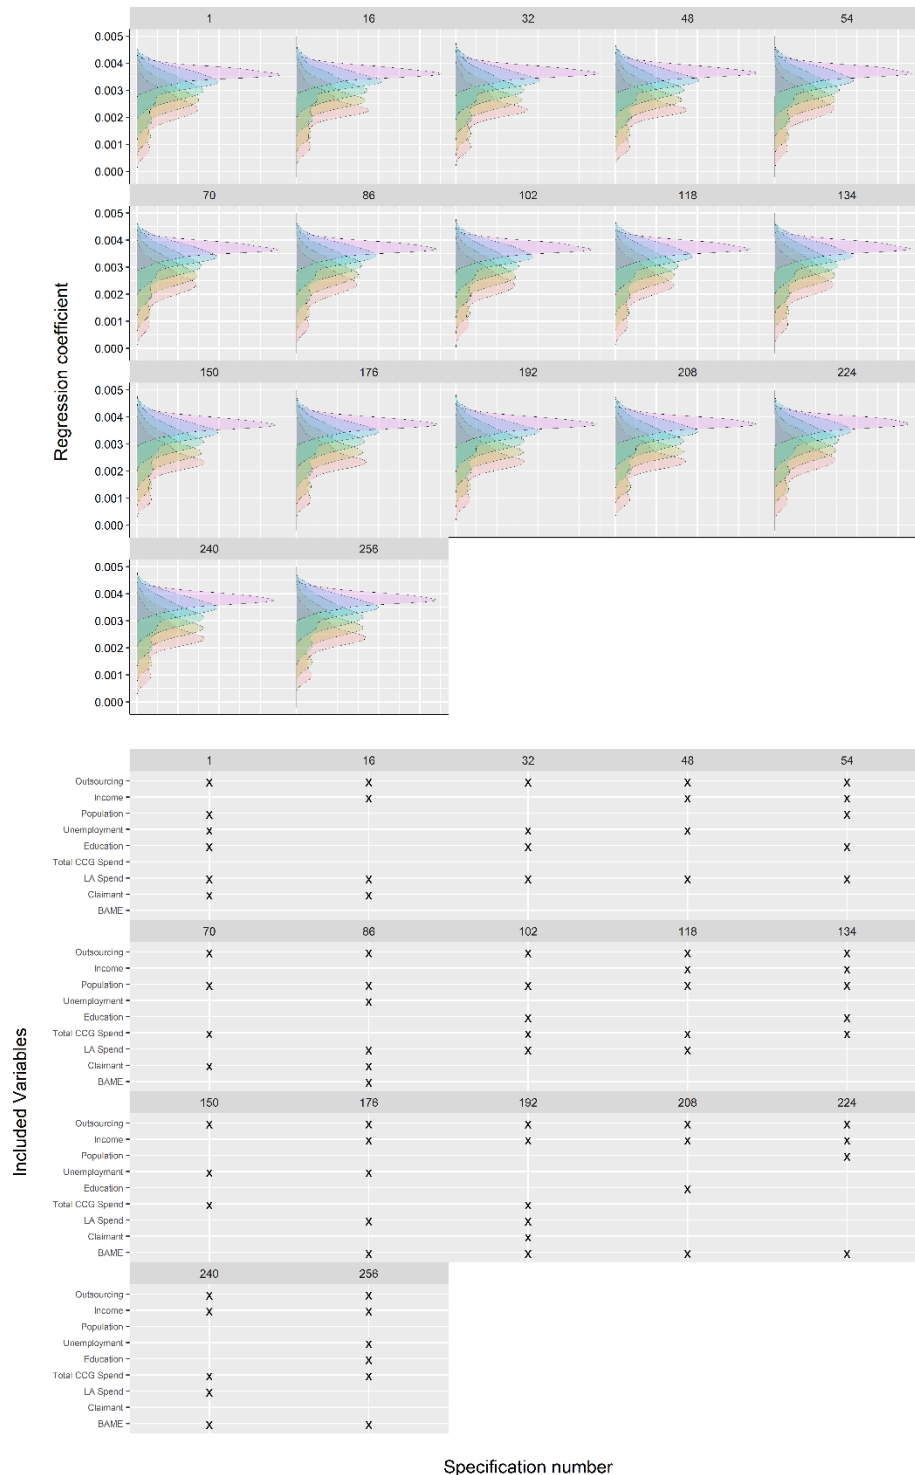 1 16 32 48 54
0.005
0.004
0.003
0.002
0.001
0.000
70 86 102 118 134
0.005
0.004
0.003
0.002
0.001
0.000
Regression coefficient
150 176 192 208 224
0.005
0.004
0.003
0.002
0.001
0.000
240 256
0.005
0.004
0.003
0.002
0.001
0.000
1 16 32 48 54
Outsourcing X X X X X
Income X X X
Population X X
Unemployment X X X
Education X X X
Total CCG Spend
LA Spend X X X X X
Claimant X X
BAME
70 86 102 118 134
Outsourcing X X X X X
Income X X
Population X X X X X
Unemployment X
Education X X
Total CCG Spend X X X X
LA Spend X X X
Claimant X X
BAME X
Included Variables
150 176 192 208 224
Outsourcing X X X X X
Income X X X X
Population X
Unemployment X X
Education X
Total CCG Spend X X
LA Spend X X
Claimant X
BAME X X X X
240 256
Outsourcing X X
Income X X
Population
Unemployment X
Education X
Total CCG Spend X X
LA Spend X
Claimant
BAME X X
Specification number